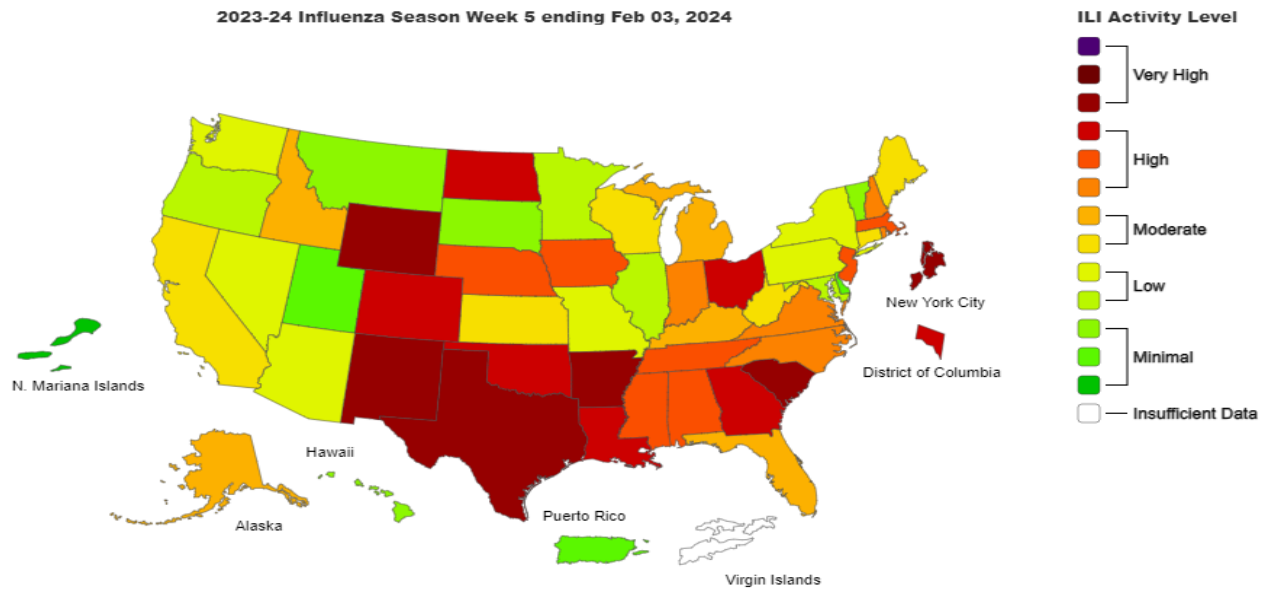 2023-24 Influenza Season Week 5 ending Feb 03, 2024
ILI Activity Level
Very High
High
Moderate
Low
Minimal
Insufficient Data
New York City
District of Columbia
N. Mariana Islands
Hawaii
Alaska
Puerto Rico
Virgin Islands